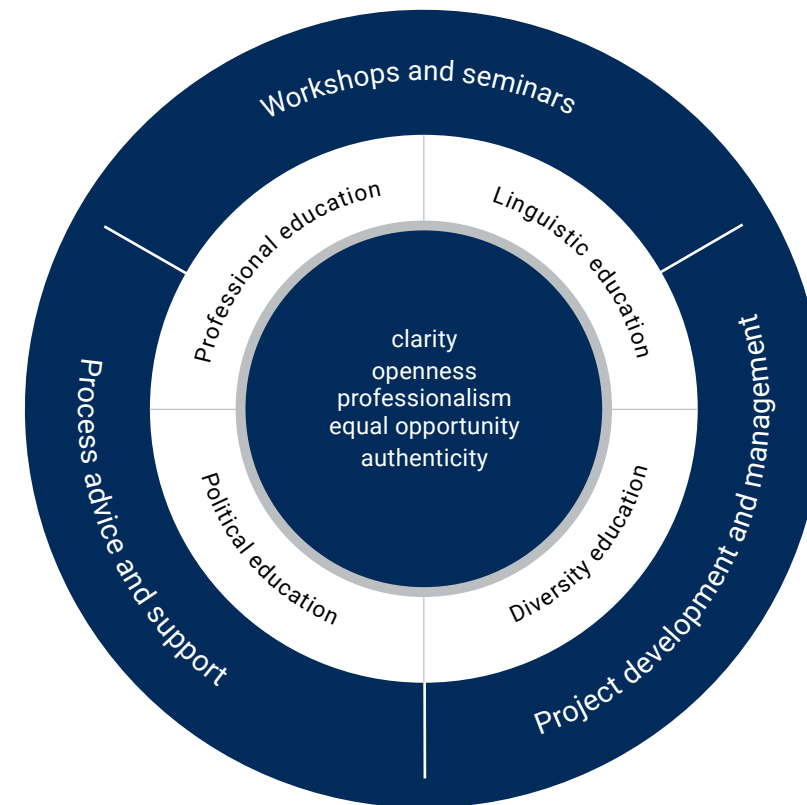 Workshops and seminars
Professional education
Linguistic education
clarity
openness
professionalism
equal opportunity
authenticity
Process advice and support
Project development and management
Political education
Diversity education